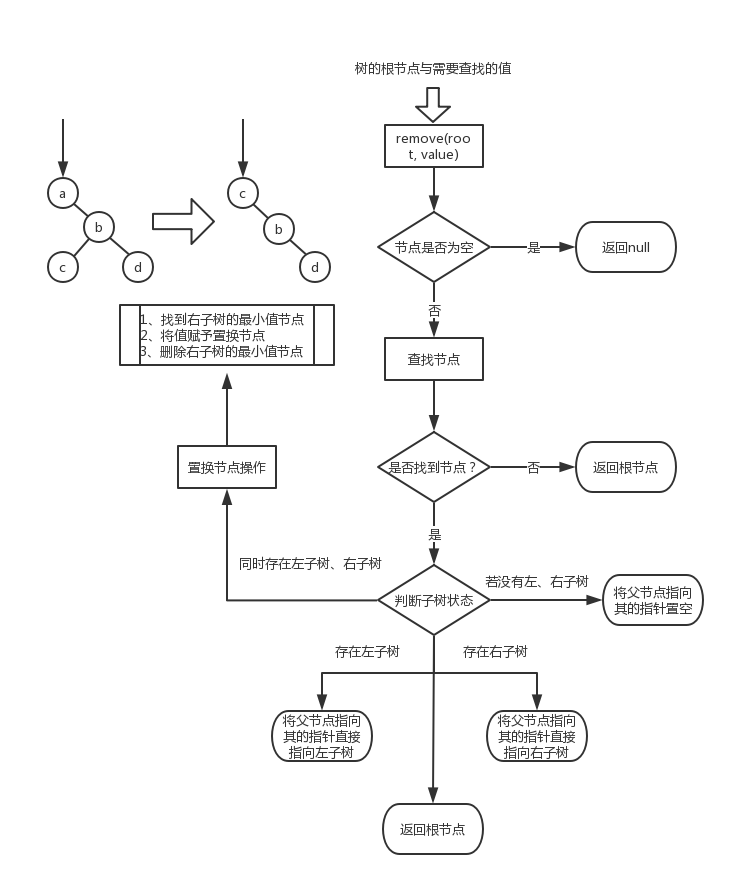 树的根节点与需要查找的值
remove(roo
t, value)
a
b
c
d
c
b
d
节点是否为空
是
返回null
否
1、找到右子树的最小值节点
2、将值赋予置换节点
3、删除右子树的最小值节点
查找节点
置换节点操作
是否找到节点？
否
返回根节点
是
同时存在左子树、右子树
判断子树状态
若没有左、右子树
将父节点指向
其的指针置空
存在左子树
存在右子树
将父节点指向
其的指针直接
指向左子树
将父节点指向
其的指针直接
指向右子树
返回根节点